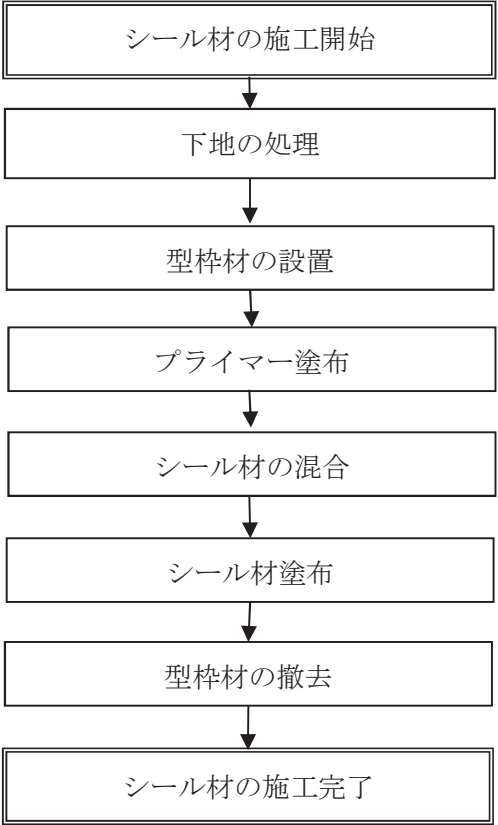 シール材の施工開始
下地の処理
型枠材の設置
プライマー塗布
シール材の混合
シール材塗布
型枠材の撤去
シール材の施工完了